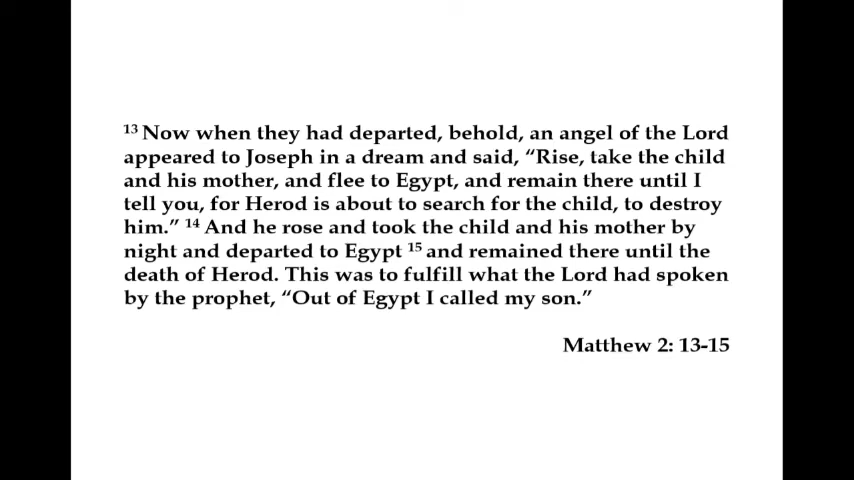 13 Now when they had departed, behold, an angel of the Lord
appeared to Joseph in a dream and said, “Rise, take the child
and his mother, and flee to Egypt, and remain there until I
tell you, for Herod is about to search for the child, to destroy
him.” 14 And he rose and took the child and his mother by
night and departed to Egypt 15 and remained there until the
death of Herod. This was to fulfill what the Lord had spoken
by the prophet, “Out of Egypt I called my son.”
Matthew 2: 13-15